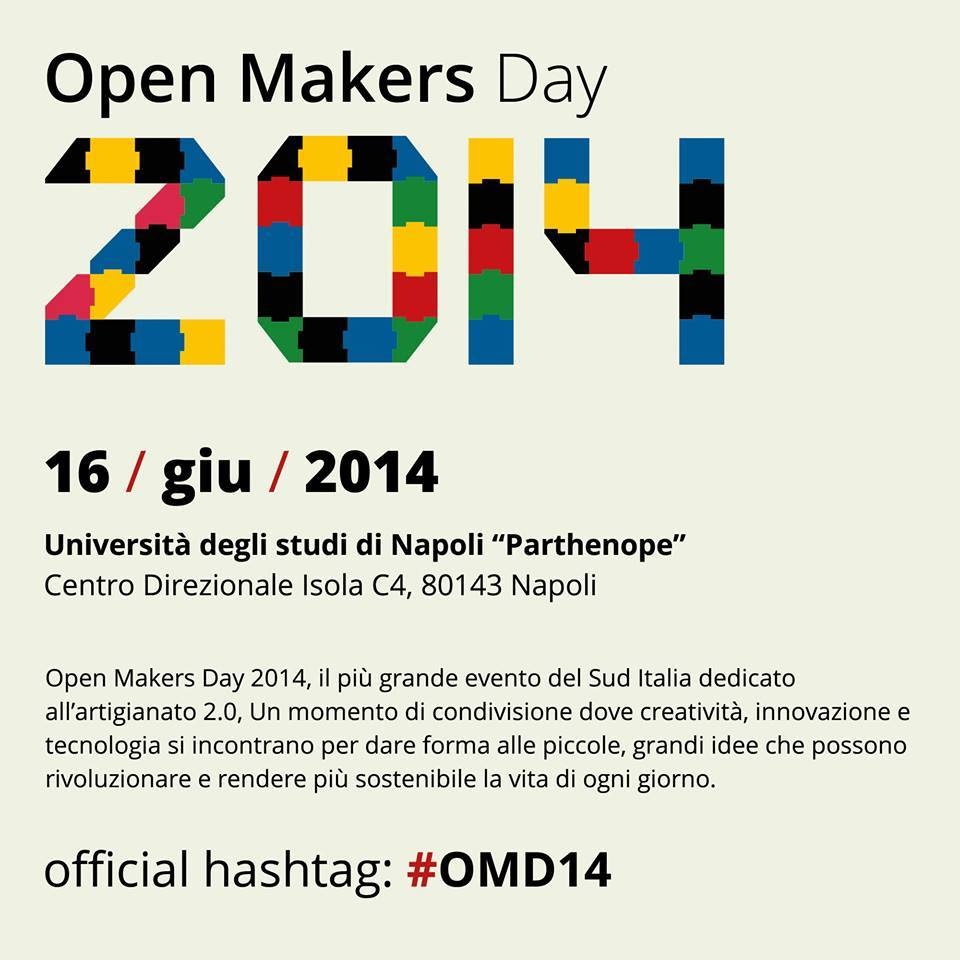 Open Makers Day
2014
16 / giu / 2014
Università degli studi di Napoli “Parthenope”
Centro Direzionale Isola C4, 80143 Napoli
Open Makers Day 2014, il più grande evento del Sud Italia dedicato
all’artigianato 2.0, Un momento di condivisione dove creatività, innovazione e
tecnologia si incontrano per dare forma alle piccole, grandi idee che possono
rivoluzionare e rendere più sostenibile la vita di ogni giorno.
official hashtag: #OMD14